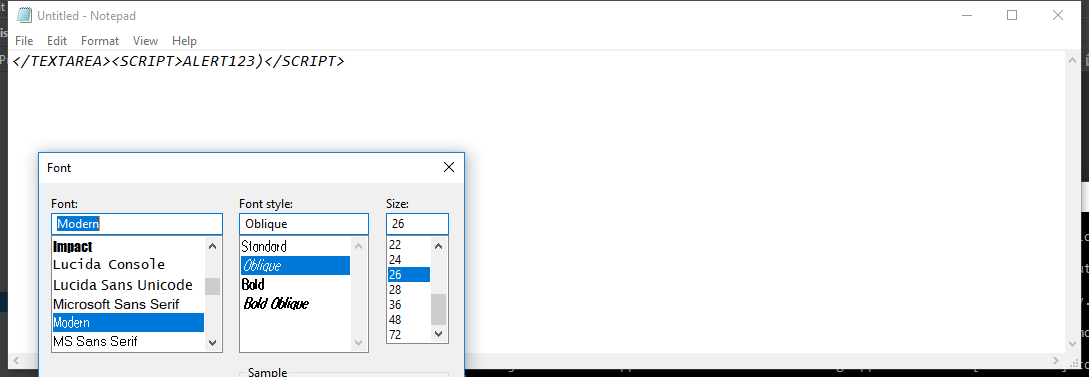 Untitled - Notepad
File Edit Format View Help
</TEXTAREA><SCRIPT>ALERT123)</SCRIPT>
Font
Font: Font style: Size:
Modern Oblique 26
Impact Standard 22
Lucida Console Oblique 24
Lucida Sans Unicode Bold 26
Microsoft Sans Serif Bold Oblique 28
Modern 36
MS Sans Serif 48
72
Sample